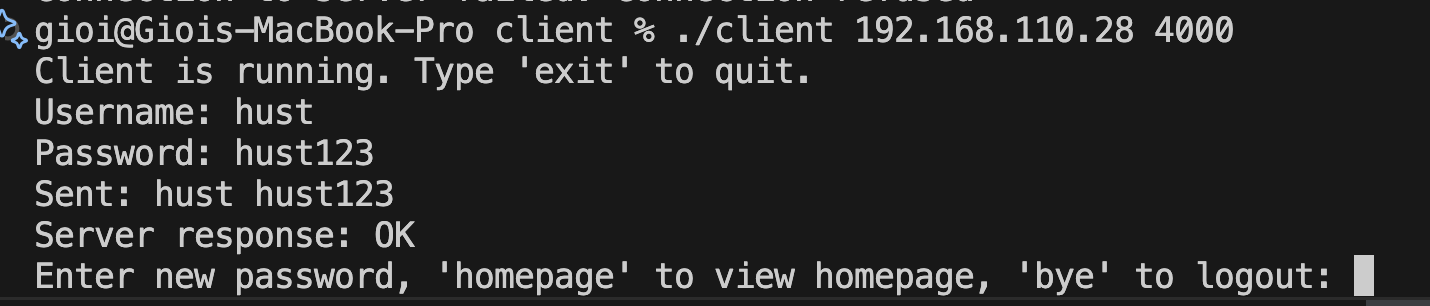 gioi@Giois-MacBook-Pro client % ./client 192.168.110.28 4000
Client is running. Type 'exit' to quit.
Username: hust
Password: hust123
Sent: hust hust123
Server response: OK
Enter new password, 'homepage' to view homepage, 'bye' to logout: